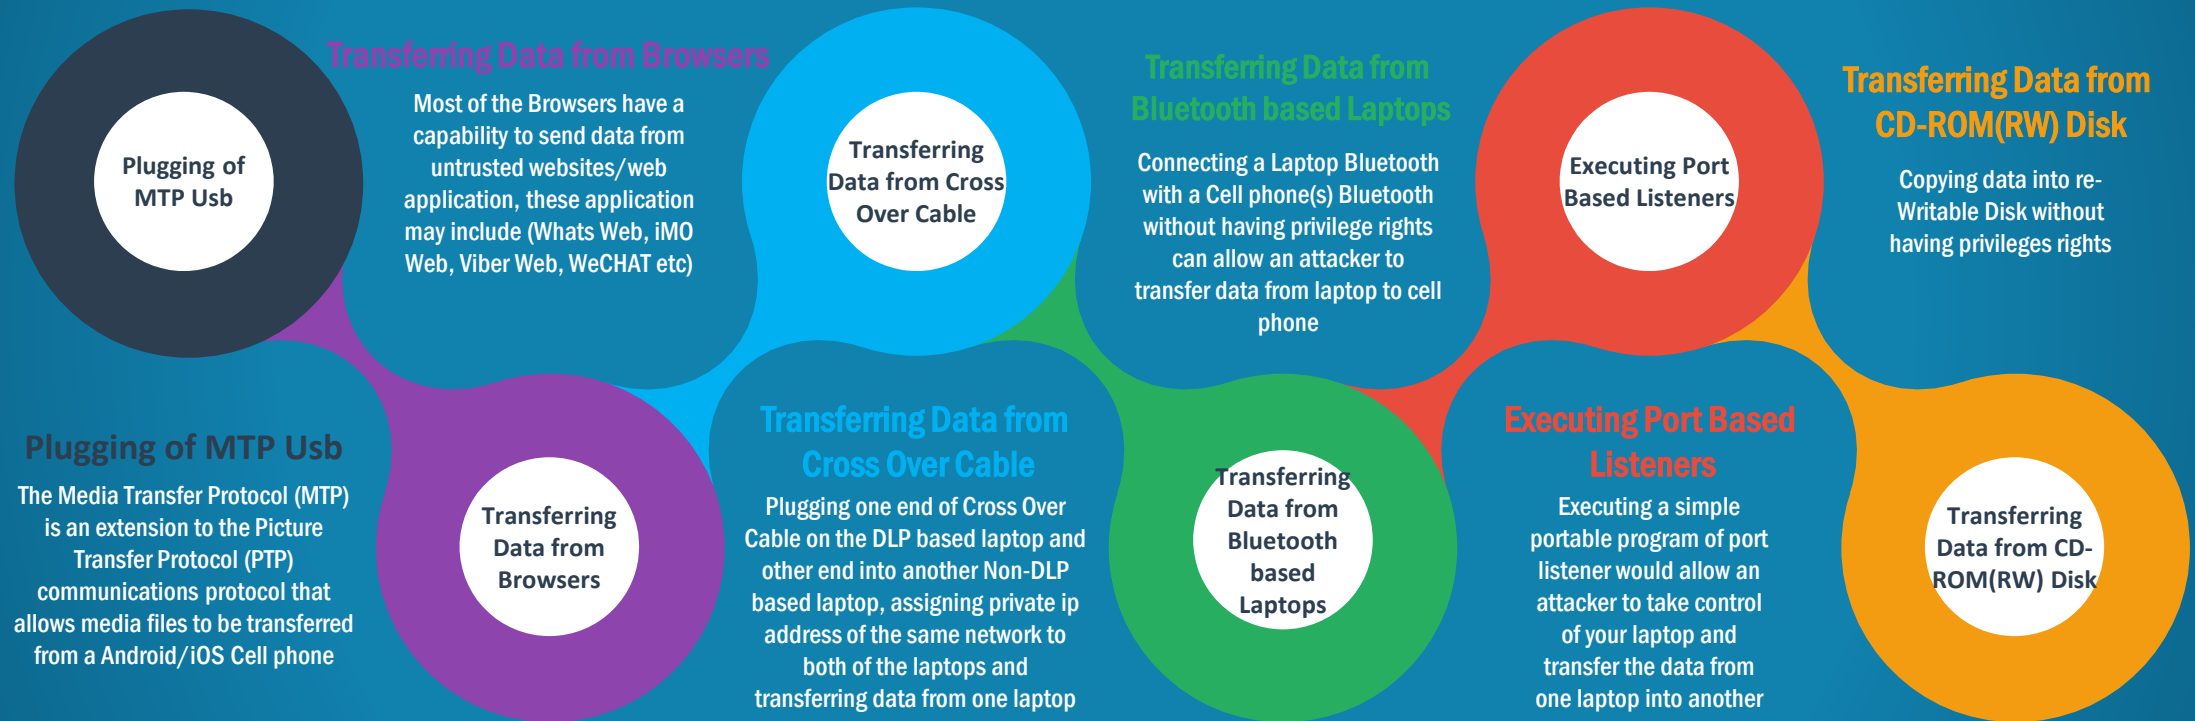 Plugging of
MTP Usb
Plugging of MTP Usb
The Media Transfer Protocol (MTP)
is an extension to the Picture
Transfer Protocol (PTP)
communications protocol that
allows media files to be transferred
from a Android/iOS Cell phone
Transferring Data from Browsers
Most of the Browsers have a
capability to send data from
untrusted websites/web
application, these application
may include (Whats Web, iMO
Web, Viber Web, WeCHAT etc)
Transferring
Data from
Browsers
Transferring
Data from Cross
Over Cable
Transferring Data from
Cross Over Cable
Plugging one end of Cross Over
Cable on the DLP based laptop and
other end into another Non-DLP
based laptop, assigning private ip
address of the same network to
both of the laptops and
transferring data from one laptop
Transferring Data from
Bluetooth based Laptops
Connecting a Laptop Bluetooth
with a Cell phone(s) Bluetooth
without having privilege rights
can allow an attacker to
transfer data from laptop to cell
phone
Transferring
Data from
Bluetooth
based
Laptops
Executing Port
Based Listeners
Executing Port Based
Listeners
Executing a simple
portable program of port
listener would allow an
attacker to take control
of your laptop and
transfer the data from
one laptop into another
Transferring Data from
CD-ROM(RW) Disk
Copying data into re-
Writable Disk without
having privileges rights
Transferring
Data from CD-
ROM(RW) Disk